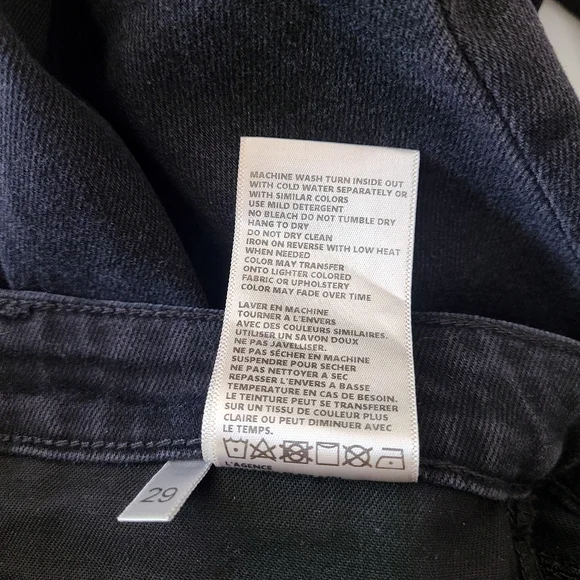 MACHINE WASH TURN INSIDE OUT
WITH COLD WATER SEPARATELY OR
WITH SIMILAR COLORS
USE MILD DETERGENT
NO BLEACH DO NOT TUMBLE DRY
HANG TO DRY
DO NOT DRY CLEAN
IRON ON REVERSE WITH LOW HEAT
WHEN NEEDED
COLOR MAY TRANSFER
ONTO LIGHTER COLORED
FABRIC OR UPHOLSTERY
COLOR MAY FADE OVER TIME
LAVER EN MACHINE
TOURNER A L'ENVERS
AVEC DES COULEURS SIMILAIRES.
UTILISER UN SAVON DOUX
NE PAS JAVELLISER.
NE PAS SÉCHER EN MACHINE
SUSPENDRE POUR SECHER
NE PAS NETTOYER A SEC
REPASSER L'ENVERS A BASSE
TEMPERATURE EN CAS DE BESOIN.
LE TEINTURE PEUT SE TRANSFERER
SUR UN TISSU DE COULEUR PLUS
CLAIRE OU PEUT DIMINUER AVEC
LE TEMPS.
L'AGENCE
29